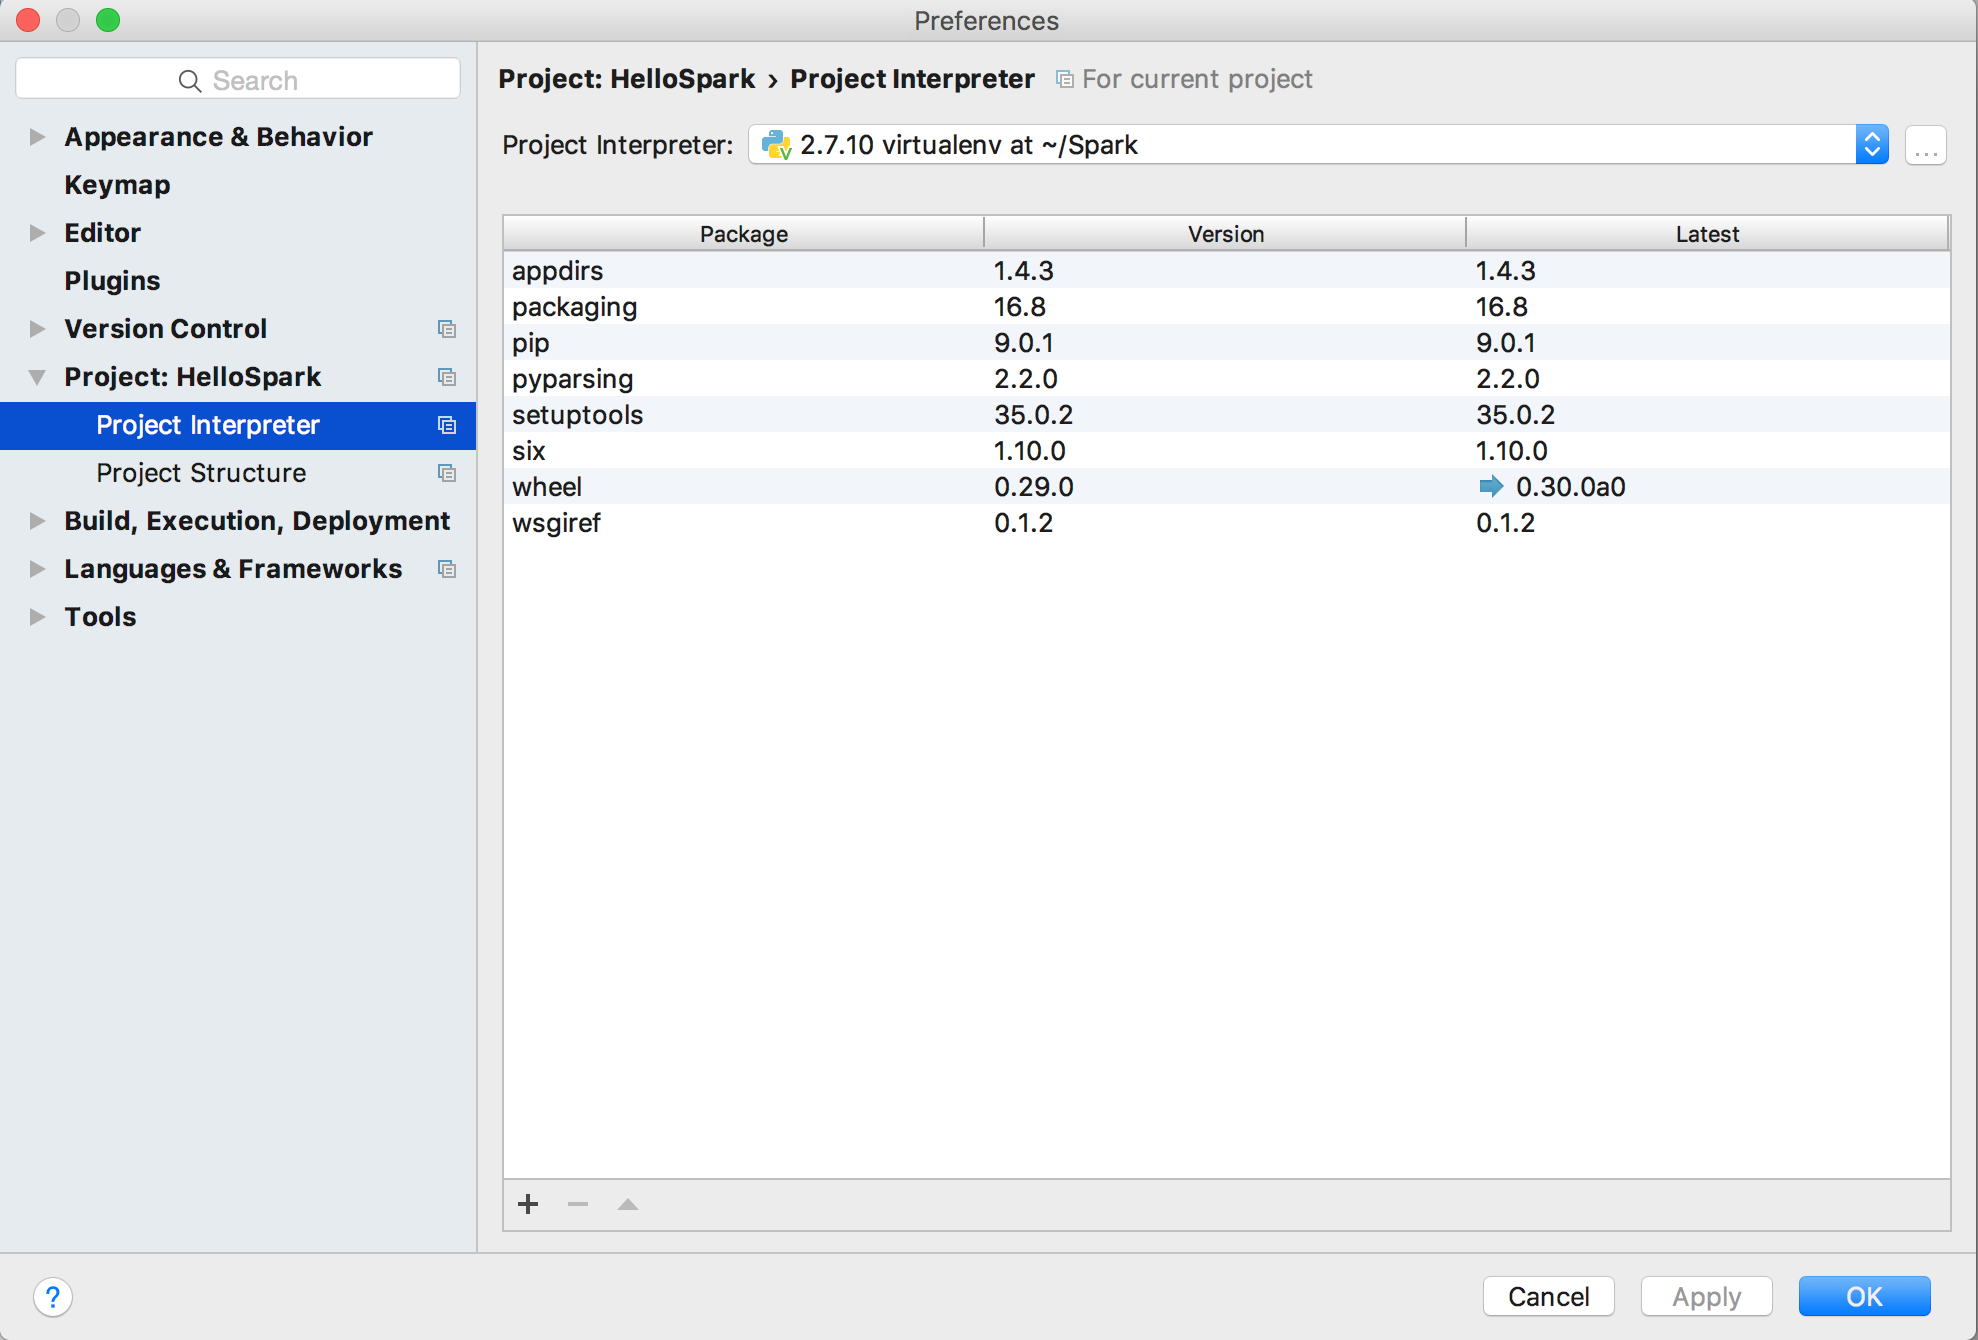 Preferences
Search
Appearance & Behavior
Keymap
Editor
Plugins
Version Control
Project: HelloSpark
Project Interpreter
Project Structure
Build, Execution, Deployment
Languages & Frameworks
Tools
Project: HelloSpark › Project Interpreter For current project
Project Interpreter: 2.7.10 virtualenv at ~/Spark ...
Package Version Latest
appdirs 1.4.3 1.4.3
packaging 16.8 16.8
pip 9.0.1 9.0.1
pyparsing 2.2.0 2.2.0
setuptools 35.0.2 35.0.2
six 1.10.0 1.10.0
wheel 0.29.0 0.30.0a0
wsgiref 0.1.2 0.1.2
? Cancel Apply OK